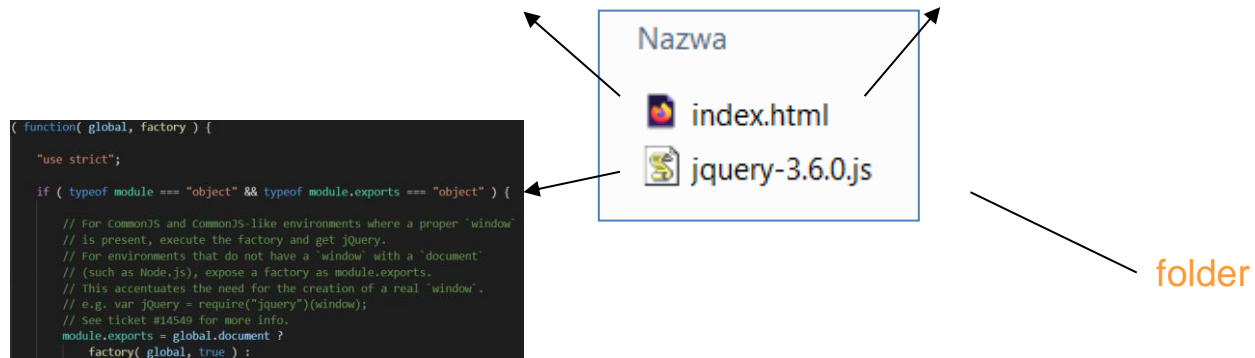 Nazwa
index.html
jquery-3.6.0.js
folder
( function( global, factory ) {
"use strict";
if ( typeof module === "object" && typeof module.exports === "object" ) {
// For CommonJS and CommonJS-like environments where a proper `window`
// is present, execute the factory and get jQuery.
// For environments that do not have a `window` with a `document`
// (such as Node.js), expose a factory as module.exports.
// This accentuates the need for the creation of a real `window`.
// e.g. var jQuery = require("jquery")(window);
// See ticket #14549 for more info.
module.exports = global.document ?
factory( global, true ) :